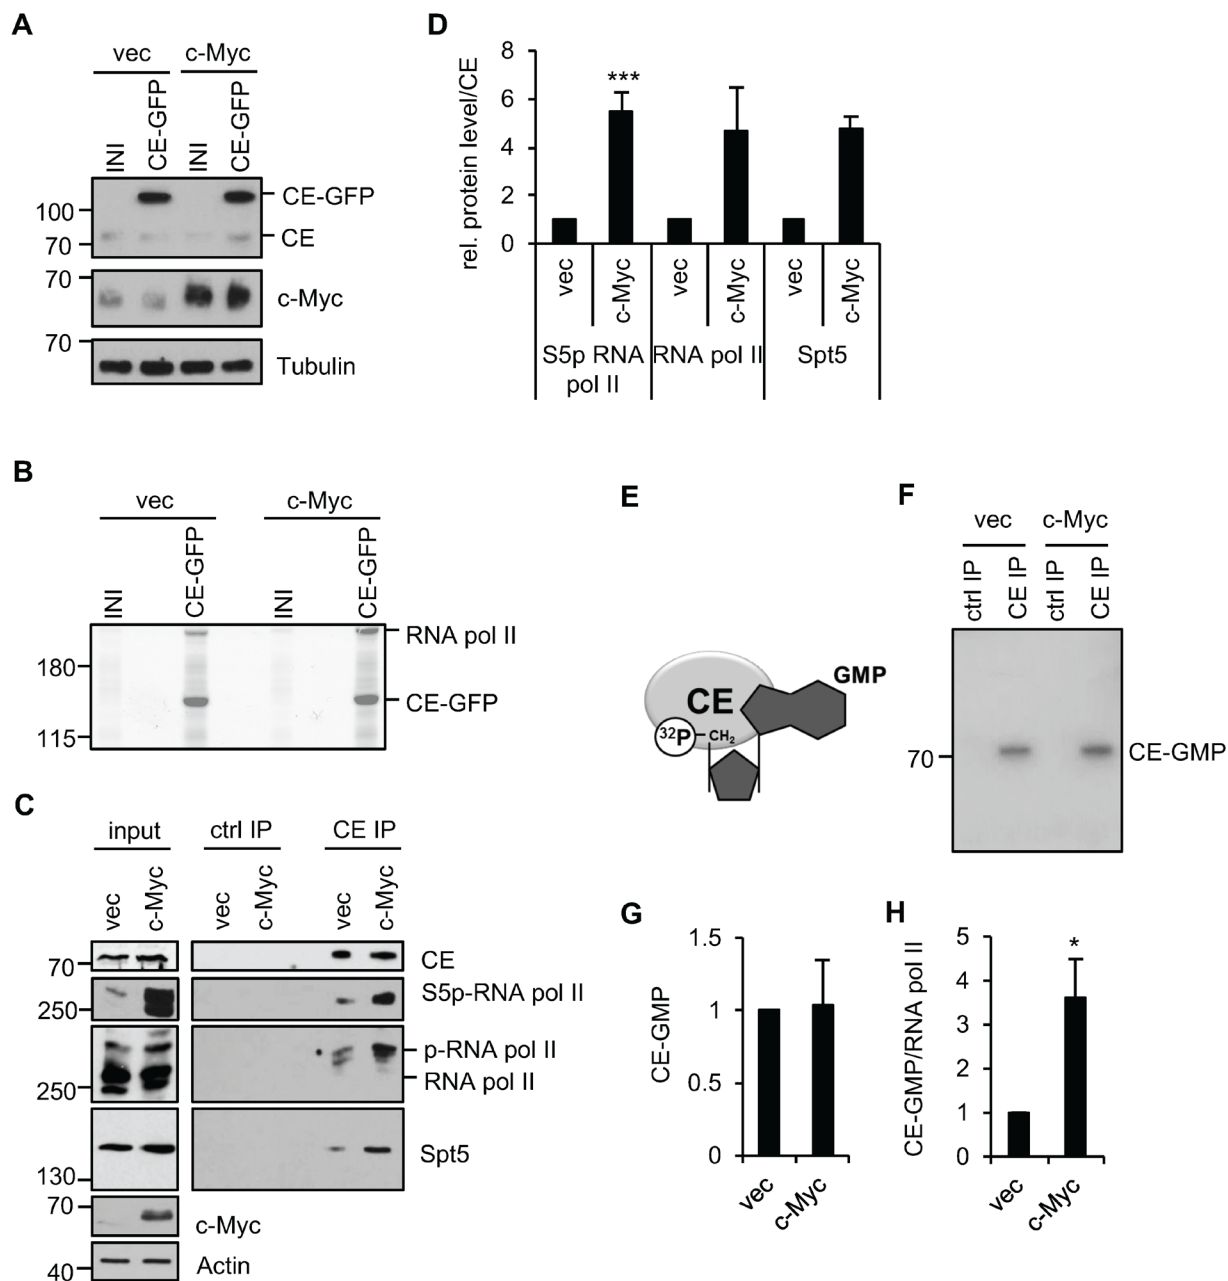 A
vec
c-Myc
INI
CE-GFP
INI
CE-GFP
100
70
CE-GFP
CE
70
c-Myc
70
Tubulin
D
rel. protein level/CE
8
6
4
2
0
***
vec
c-Myc
vec
c-Myc
vec
c-Myc
S5p RNA
pol II
RNA pol II
Spt5
B
vec
c-Myc
INI
CE-GFP
INI
CE-GFP
180
115
RNA pol II
CE-GFP
E
CE
GMP
32P
CH2
F
vec
c-Myc
ctrl IP
CE IP
ctrl IP
CE IP
70
CE-GMP
C
input
ctrl IP
CE IP
vec
c-Myc
vec
c-Myc
vec
c-Myc
70
CE
250
S5p-RNA pol II
p-RNA pol II
250
RNA pol II
Spt5
130
70
c-Myc
40
Actin
G
CE-GMP
1.5
1
0.5
0
vec
c-Myc
H
CE-GMP/RNA pol II
5
4
3
2
1
0
*
vec
c-Myc